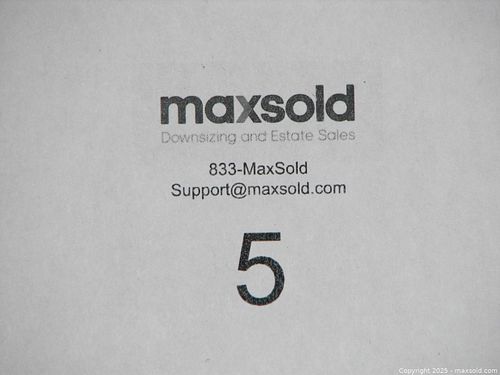 maxsold
Downsizing and Estate Sales
833-MaxSold
Support@maxsold.com
5
Copyright 2025 - maxsold.com